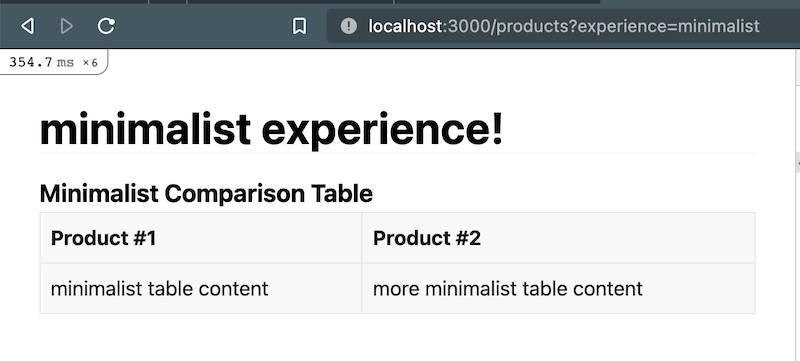 localhost:3000/products?experience=minimalist
354.7 ms ×6
minimalist experience!
Minimalist Comparison Table
Product #1 Product #2
minimalist table content more minimalist table content